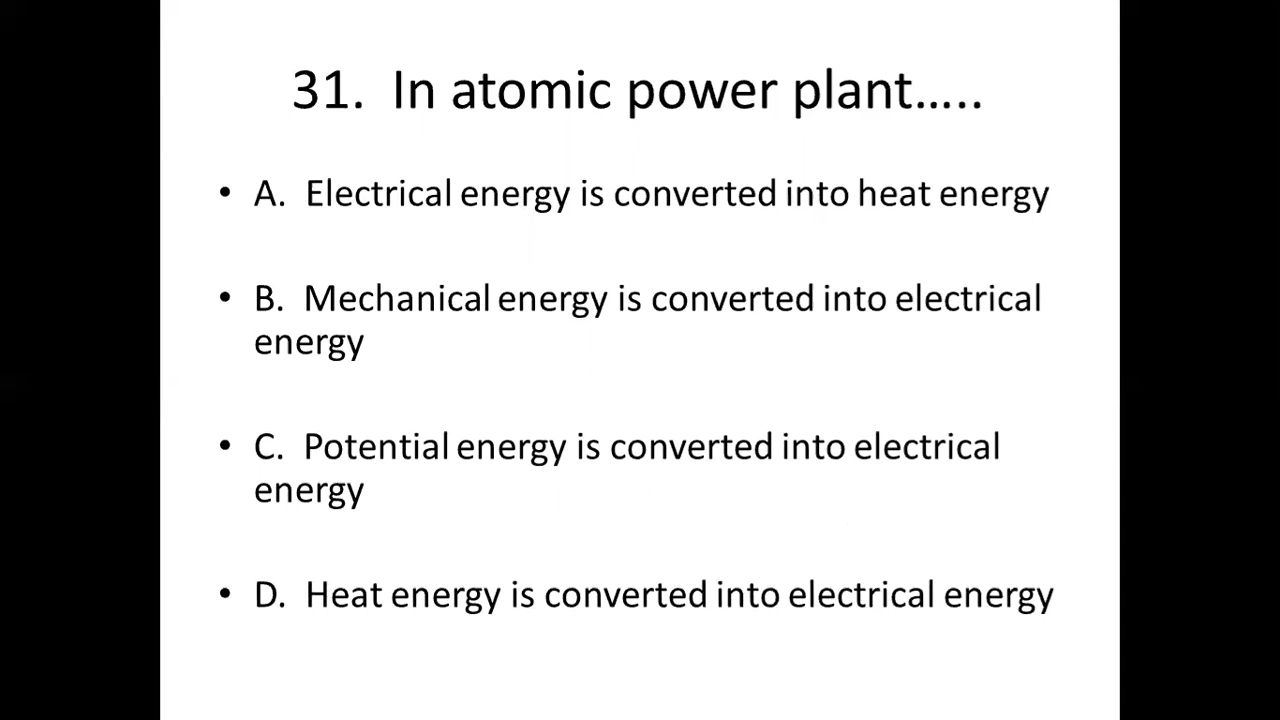 31.  In atomic power plant…..
• A.  Electrical energy is converted into heat energy
• B.  Mechanical energy is converted into electrical
energy
• C.  Potential energy is converted into electrical
energy
• D.  Heat energy is converted into electrical energy